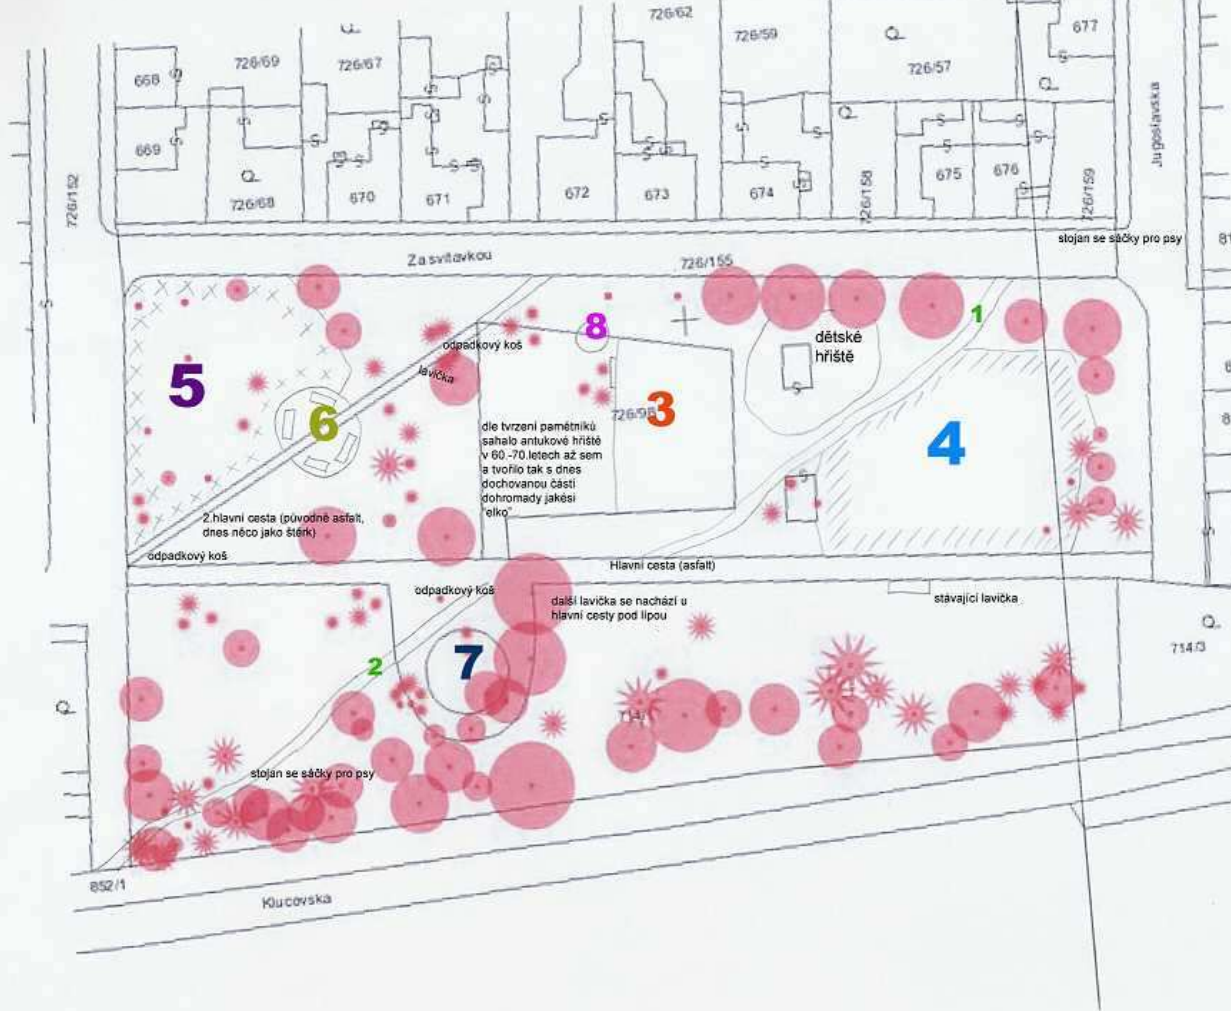 726/62
677
726/59
726/69
726/67
726/57
668
669
726/68
670
671
672
673
674
726/158
675
676
726/159
Jugoslavska
726/152
stojan se sáčky pro psy
81
Za svitavkou
726/155
8
1
dětské
hřiště
odpadkový koš
lavička
5
6
3
726/98
4
dle tvrzení pamětníků
sahalo antukové hřiště
v 60.-70.letech až sem
a tvořilo tak s dnes
dochovanou částí
dohromady jakési
"elko"
2.hlavní cesta (původně asfalt,
dnes něco jako štěrk)
odpadkový koš
Hlavní cesta (asfalt)
odpadkový koš
další lavička se nachází u
hlavní cesty pod lípou
stávající lavička
714/3
2
7
stojan se sáčky pro psy
852/1
Klucovska